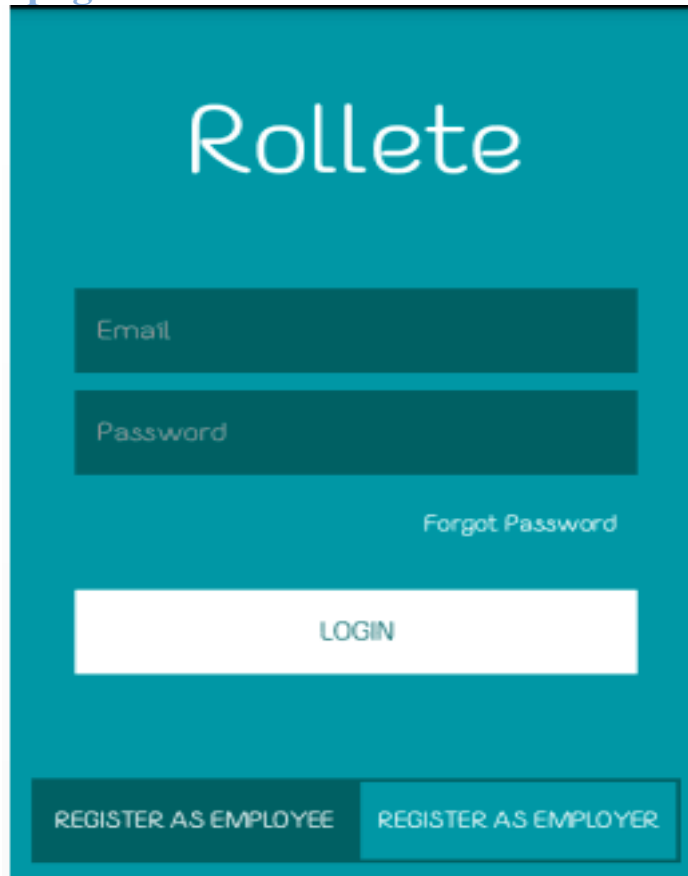 Rollete
Email
Password
Forgot Password
LOGIN
REGISTER AS EMPLOYEE REGISTER AS EMPLOYER